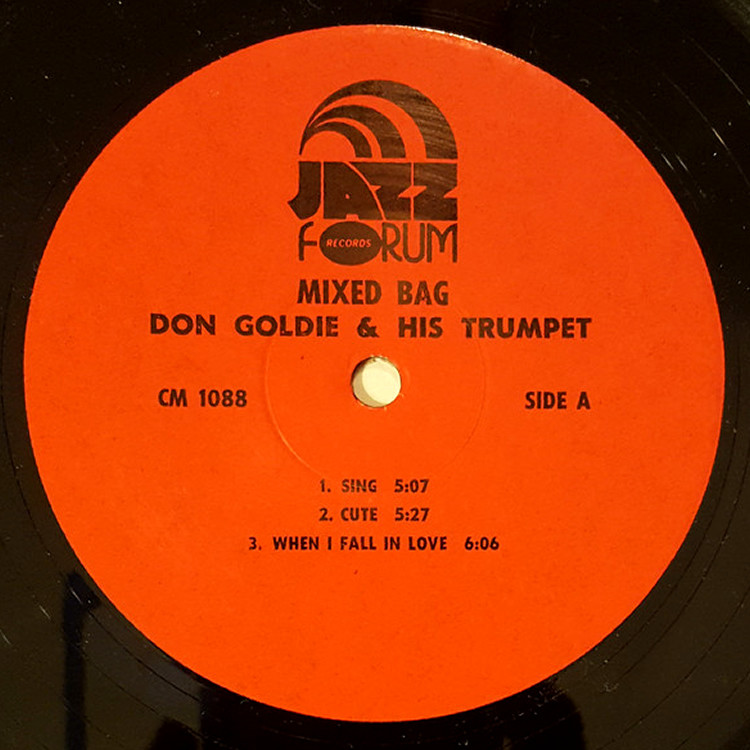 JAZZ
FORUM
RECORDS
MIXED BAG
DON GOLDIE & HIS TRUMPET
CM 1088
SIDE A
1. SING 5:07
2. CUTE 5:27
3. WHEN I FALL IN LOVE 6:06